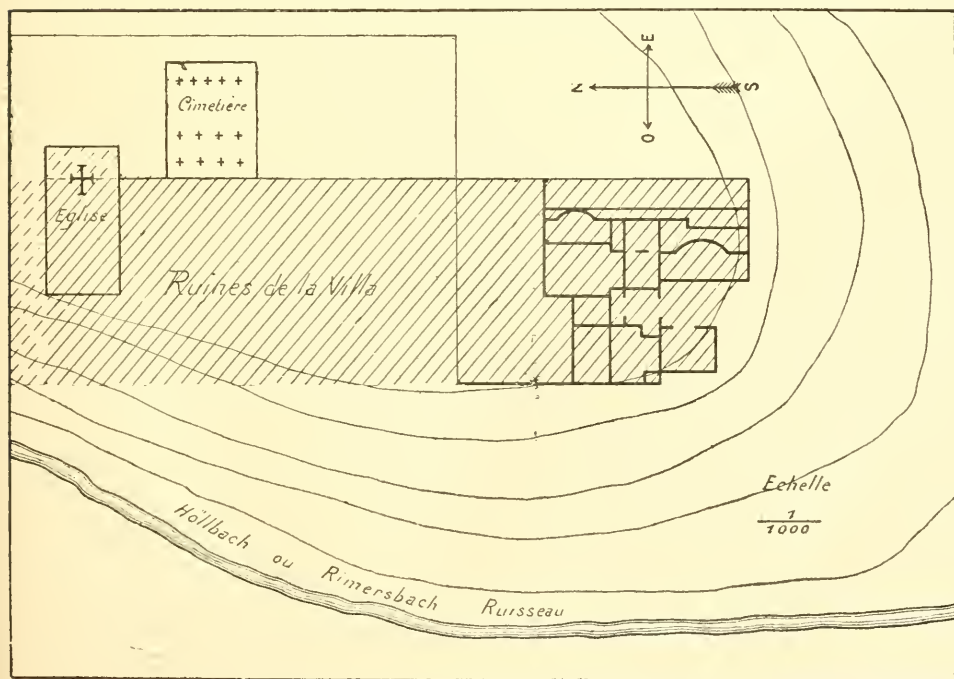 Cimetière
Eglise
Ruines de la Villa
N
E
O
S
Echelle
1
1000
Höllbach ou Rimersbach Ruisseau